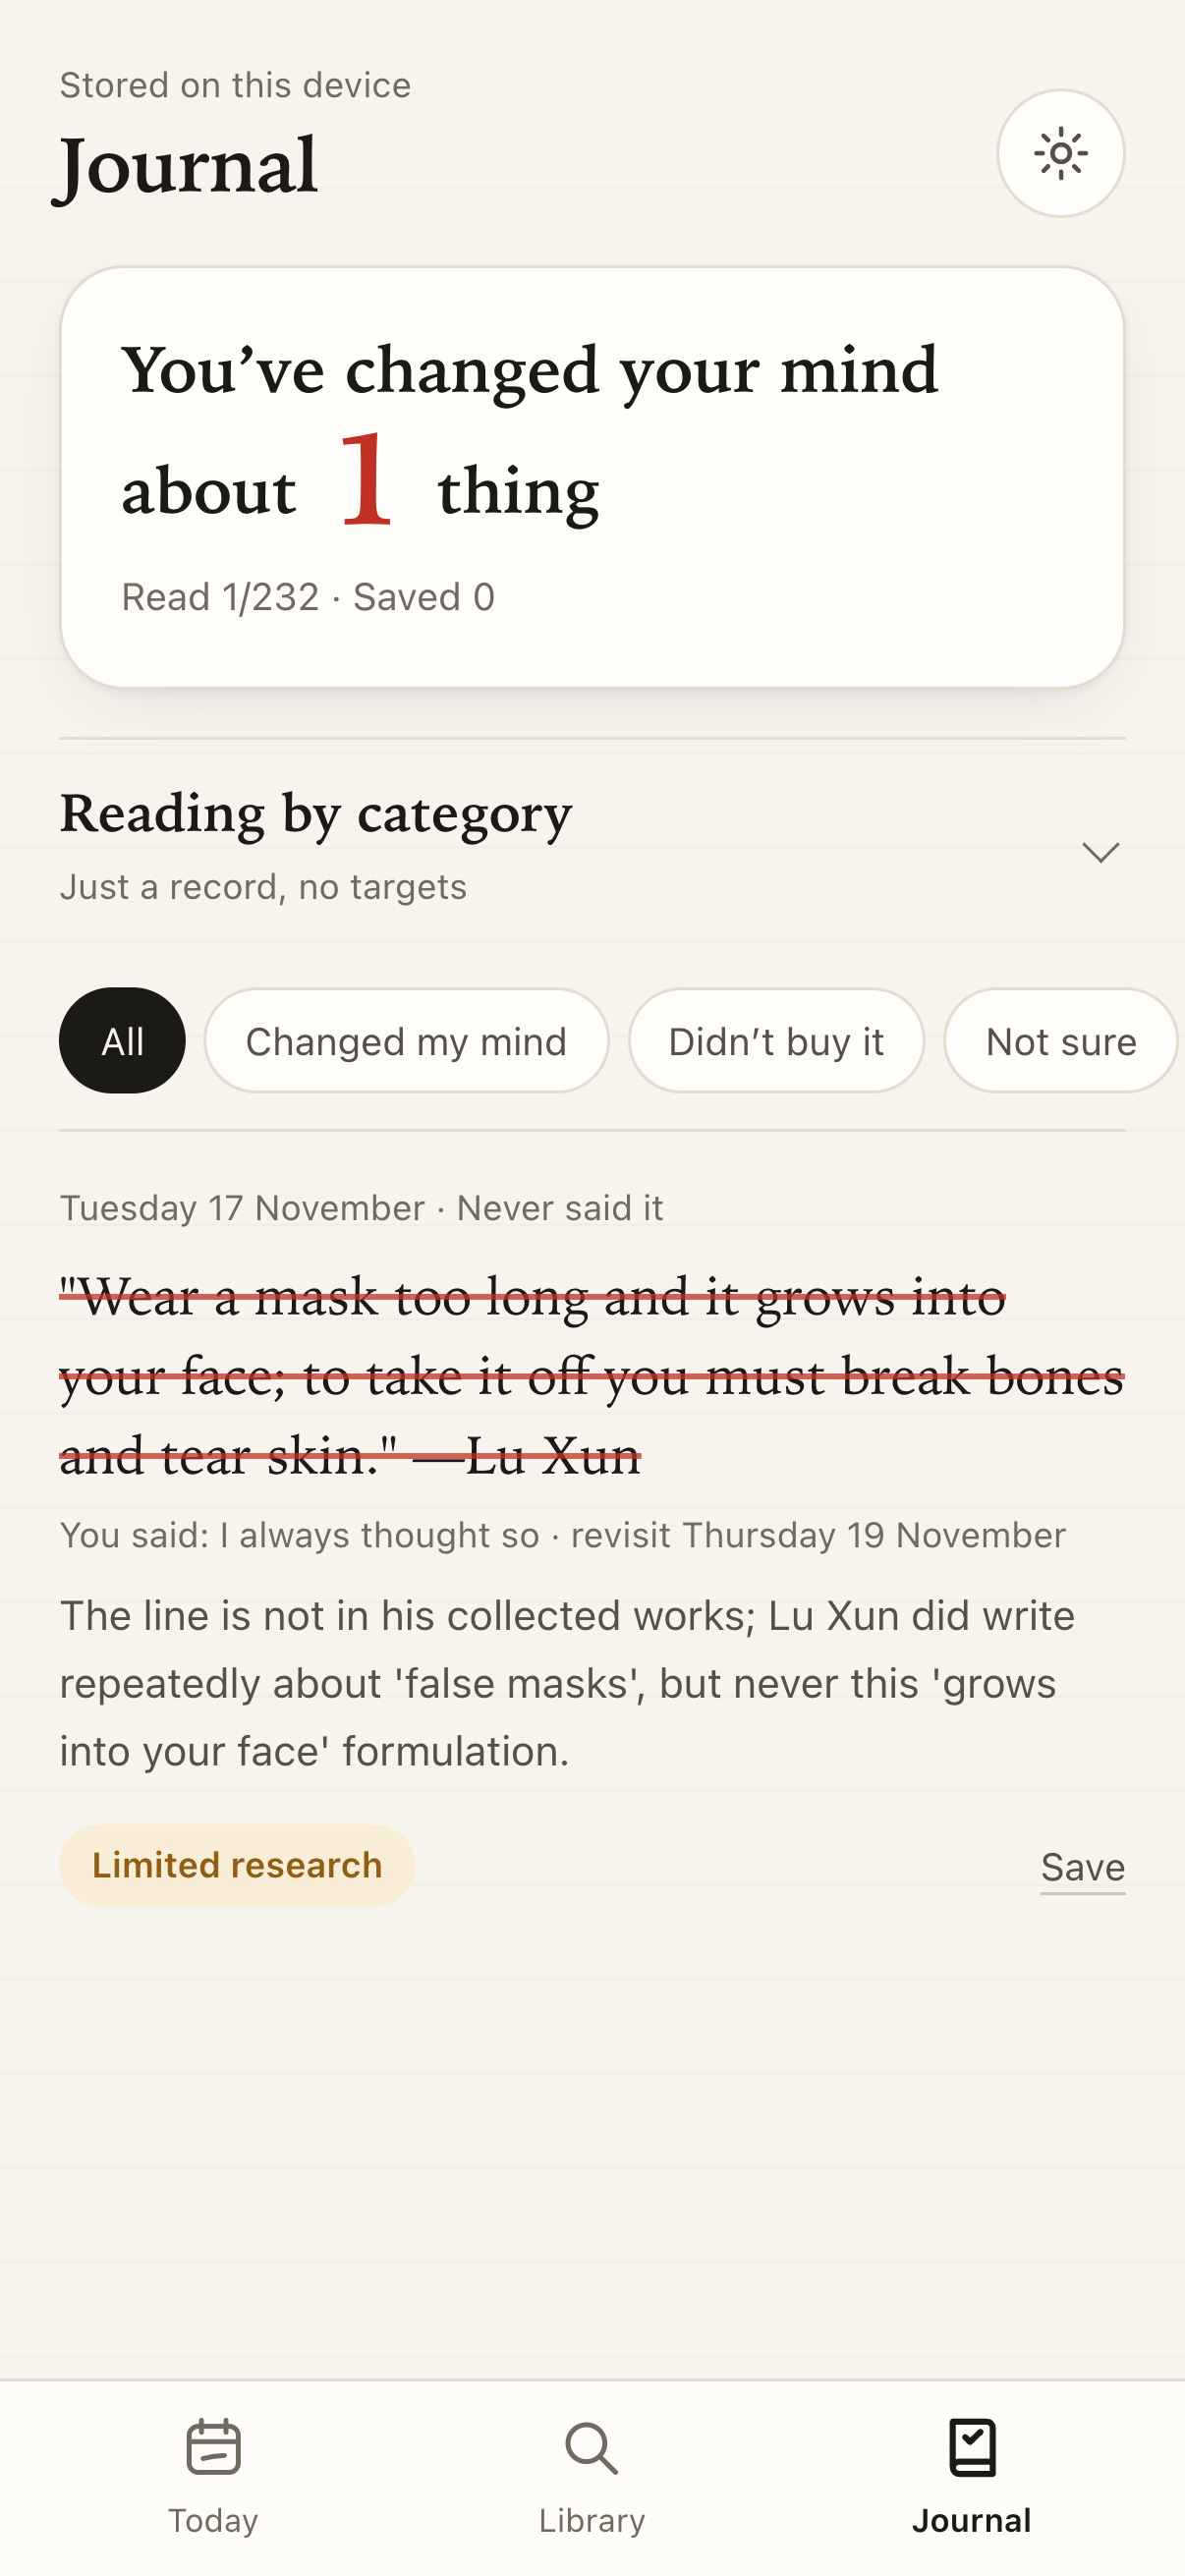 Stored on this device
Journal
You’ve changed your mind
about 1 thing
Read 1/232 · Saved 0
Reading by category
Just a record, no targets
All
Changed my mind
Didn’t buy it
Not sure
Tuesday 17 November · Never said it
"Wear a mask too long and it grows into
your face; to take it off you must break bones
and tear skin." —Lu Xun
You said: I always thought so · revisit Thursday 19 November
The line is not in his collected works; Lu Xun did write
repeatedly about 'false masks', but never this 'grows
into your face' formulation.
Limited research
Save
Today
Library
Journal